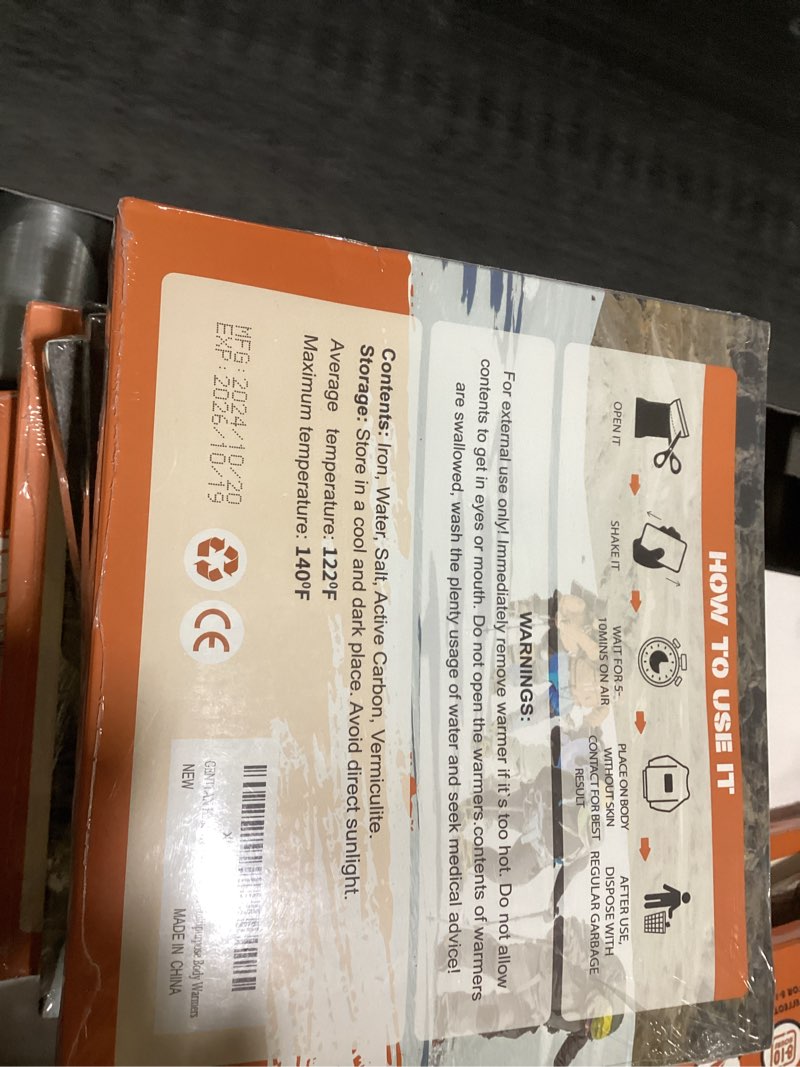 HOW TO USE IT
OPEN IT
SHAKE IT
WAIT FOR 5-
10MINS ON AIR
PLACE ON BODY
WITHOUT SKIN
CONTACT FOR BEST
RESULT
AFTER USE,
DISPOSE WITH
REGULAR GARBAGE
WARNINGS:
For external use only! Immediately remove warmer if it's too hot. Do not allow
contents to get in eyes or mouth. Do not open the warmers.contents of warmers
are swallowed, wash the plenty usage of water and seek medical advice!
Contents: Iron, Water, Salt, Active Carbon, Vermiculite.
Storage: Store in a cool and dark place. Avoid direct sunlight.
Average temperature: 122ºF
Maximum temperature: 140ºF
MFG:2024/10/20
EXP:2026/10/19
CE
Body Warmers
NEW
MADE IN CHINA